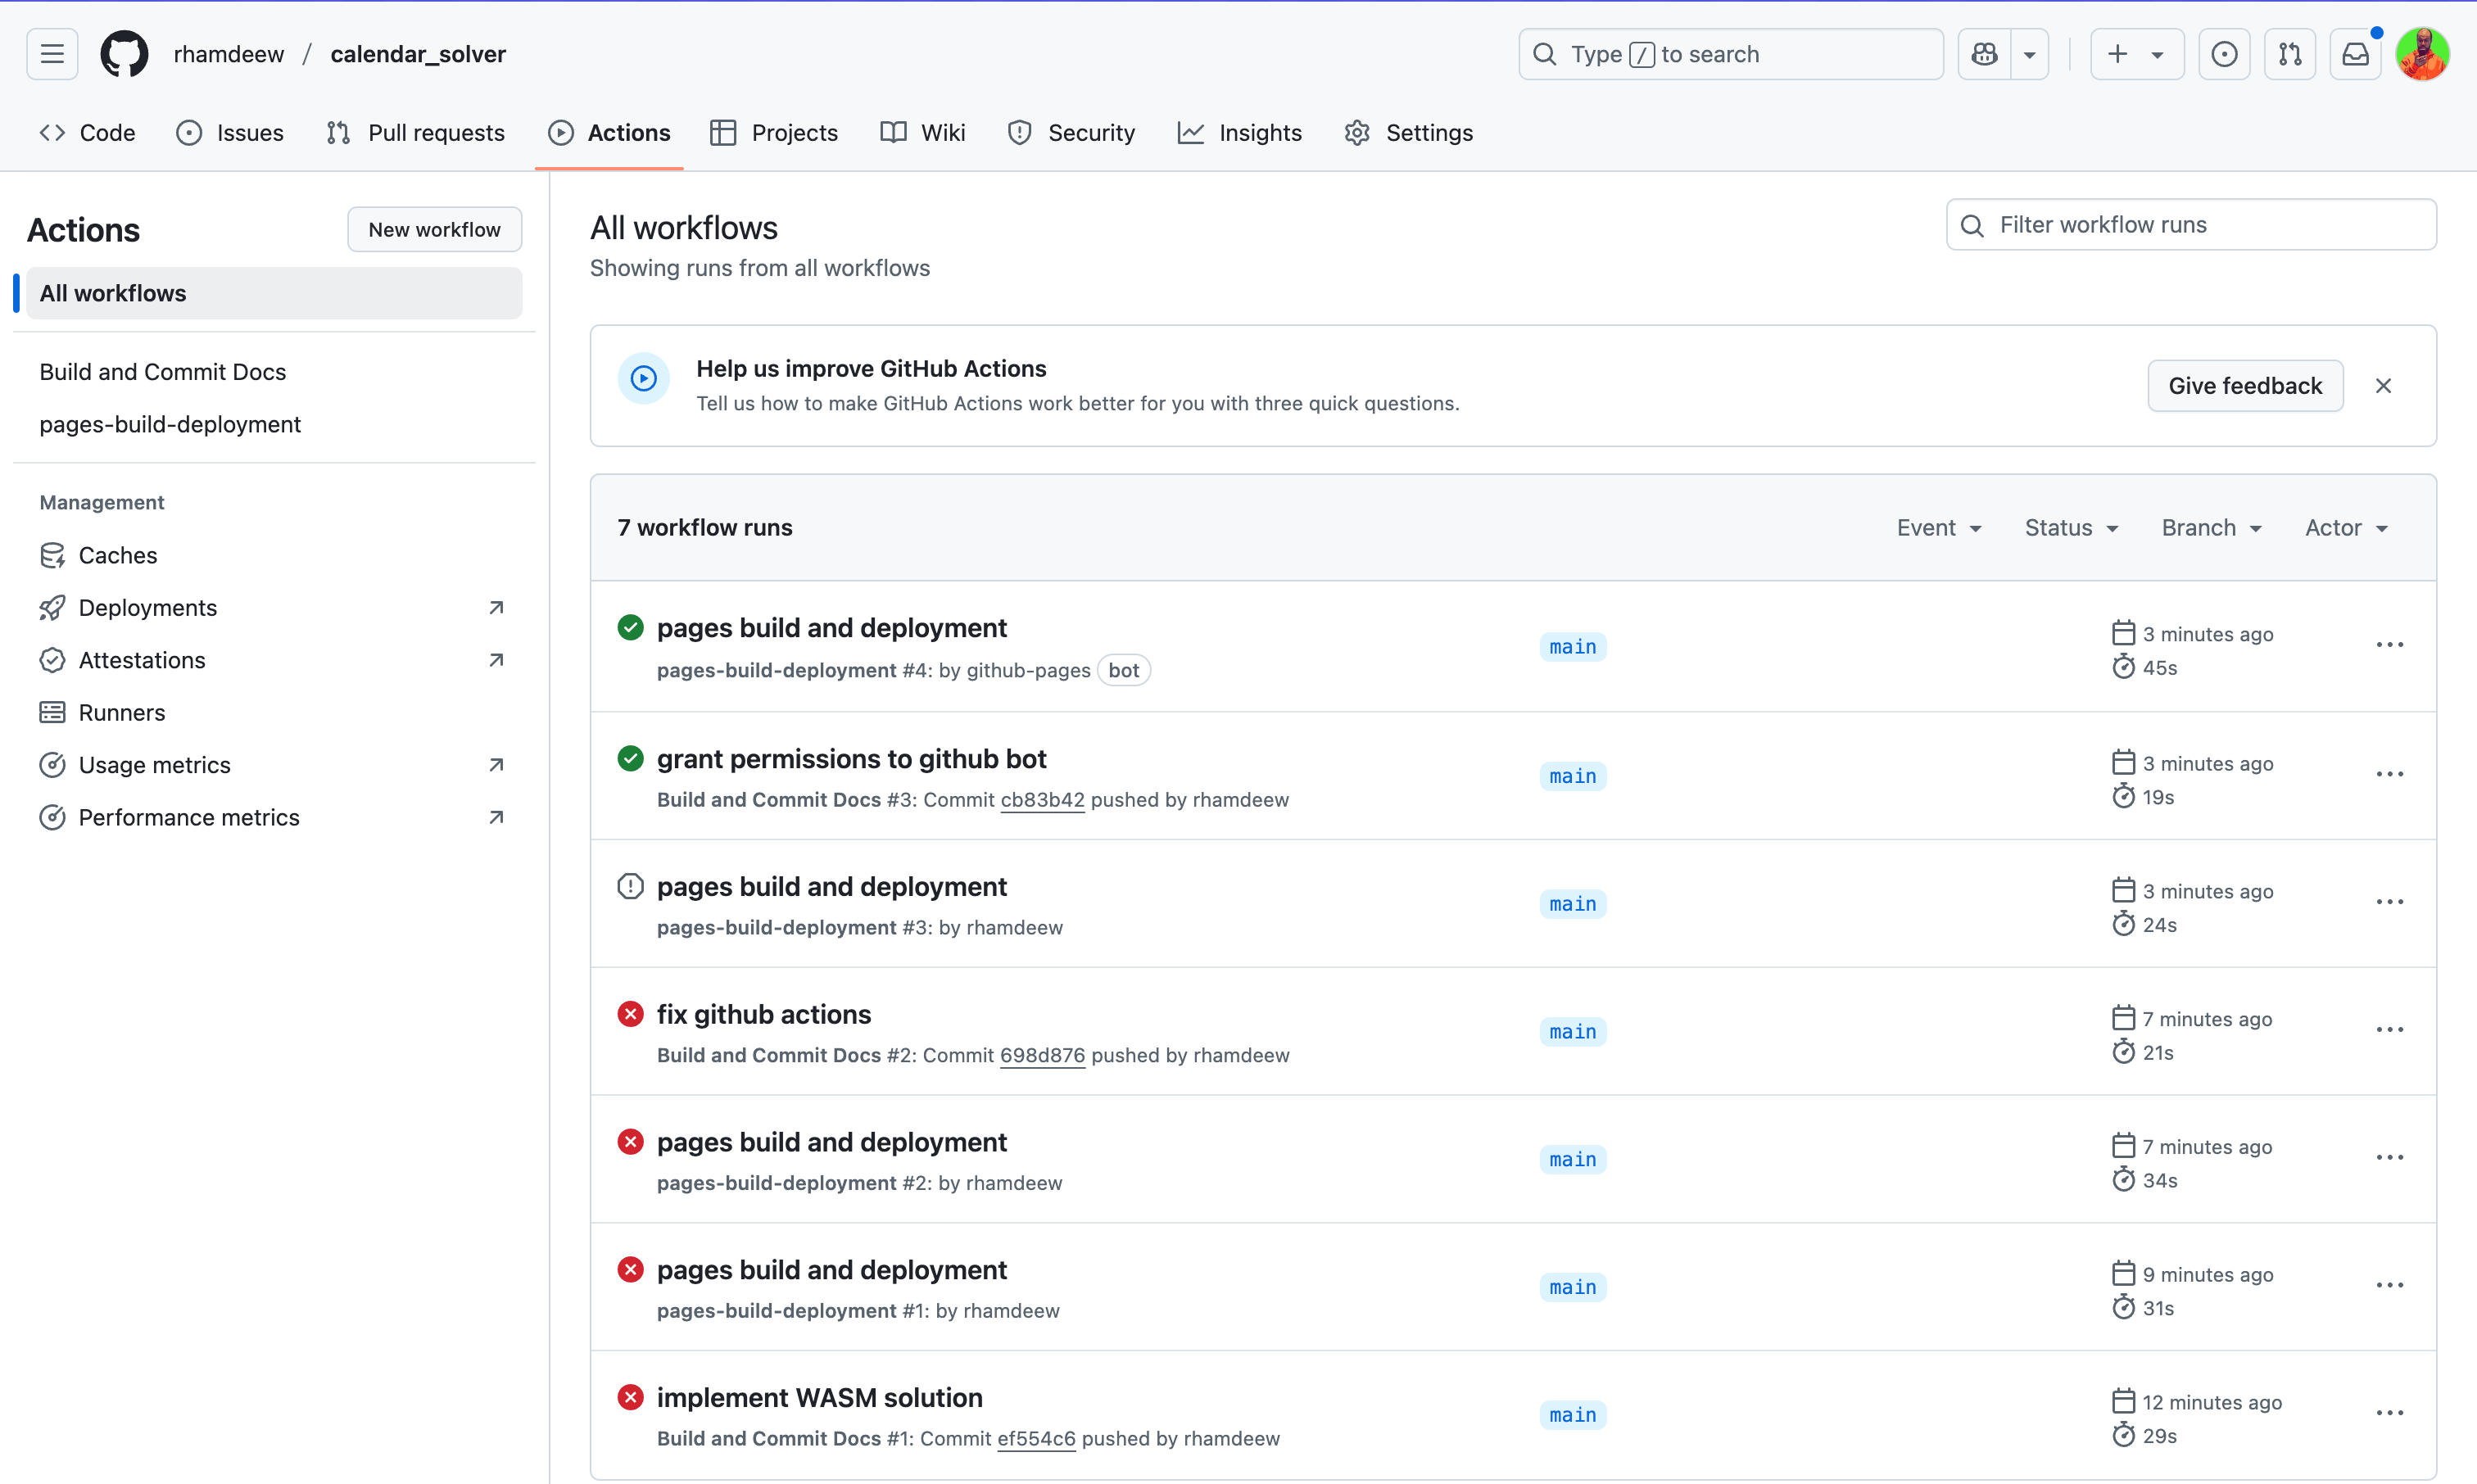 rhamdeew / calendar_solver
Type / to search
Code
Issues
Pull requests
Actions
Projects
Wiki
Security
Insights
Settings
Actions
New workflow
All workflows
Build and Commit Docs
pages-build-deployment
Management
Caches
Deployments
Attestations
Runners
Usage metrics
Performance metrics
All workflows
Showing runs from all workflows
Filter workflow runs
Help us improve GitHub Actions
Tell us how to make GitHub Actions work better for you with three quick questions.
Give feedback
7 workflow runs
Event
Status
Branch
Actor
pages build and deployment
pages-build-deployment #4: by github-pages bot
main
3 minutes ago
45s
grant permissions to github bot
Build and Commit Docs #3: Commit cb83b42 pushed by rhamdeew
main
3 minutes ago
19s
pages build and deployment
pages-build-deployment #3: by rhamdeew
main
3 minutes ago
24s
fix github actions
Build and Commit Docs #2: Commit 698d876 pushed by rhamdeew
main
7 minutes ago
21s
pages build and deployment
pages-build-deployment #2: by rhamdeew
main
7 minutes ago
34s
pages build and deployment
pages-build-deployment #1: by rhamdeew
main
9 minutes ago
31s
implement WASM solution
Build and Commit Docs #1: Commit ef554c6 pushed by rhamdeew
main
12 minutes ago
29s